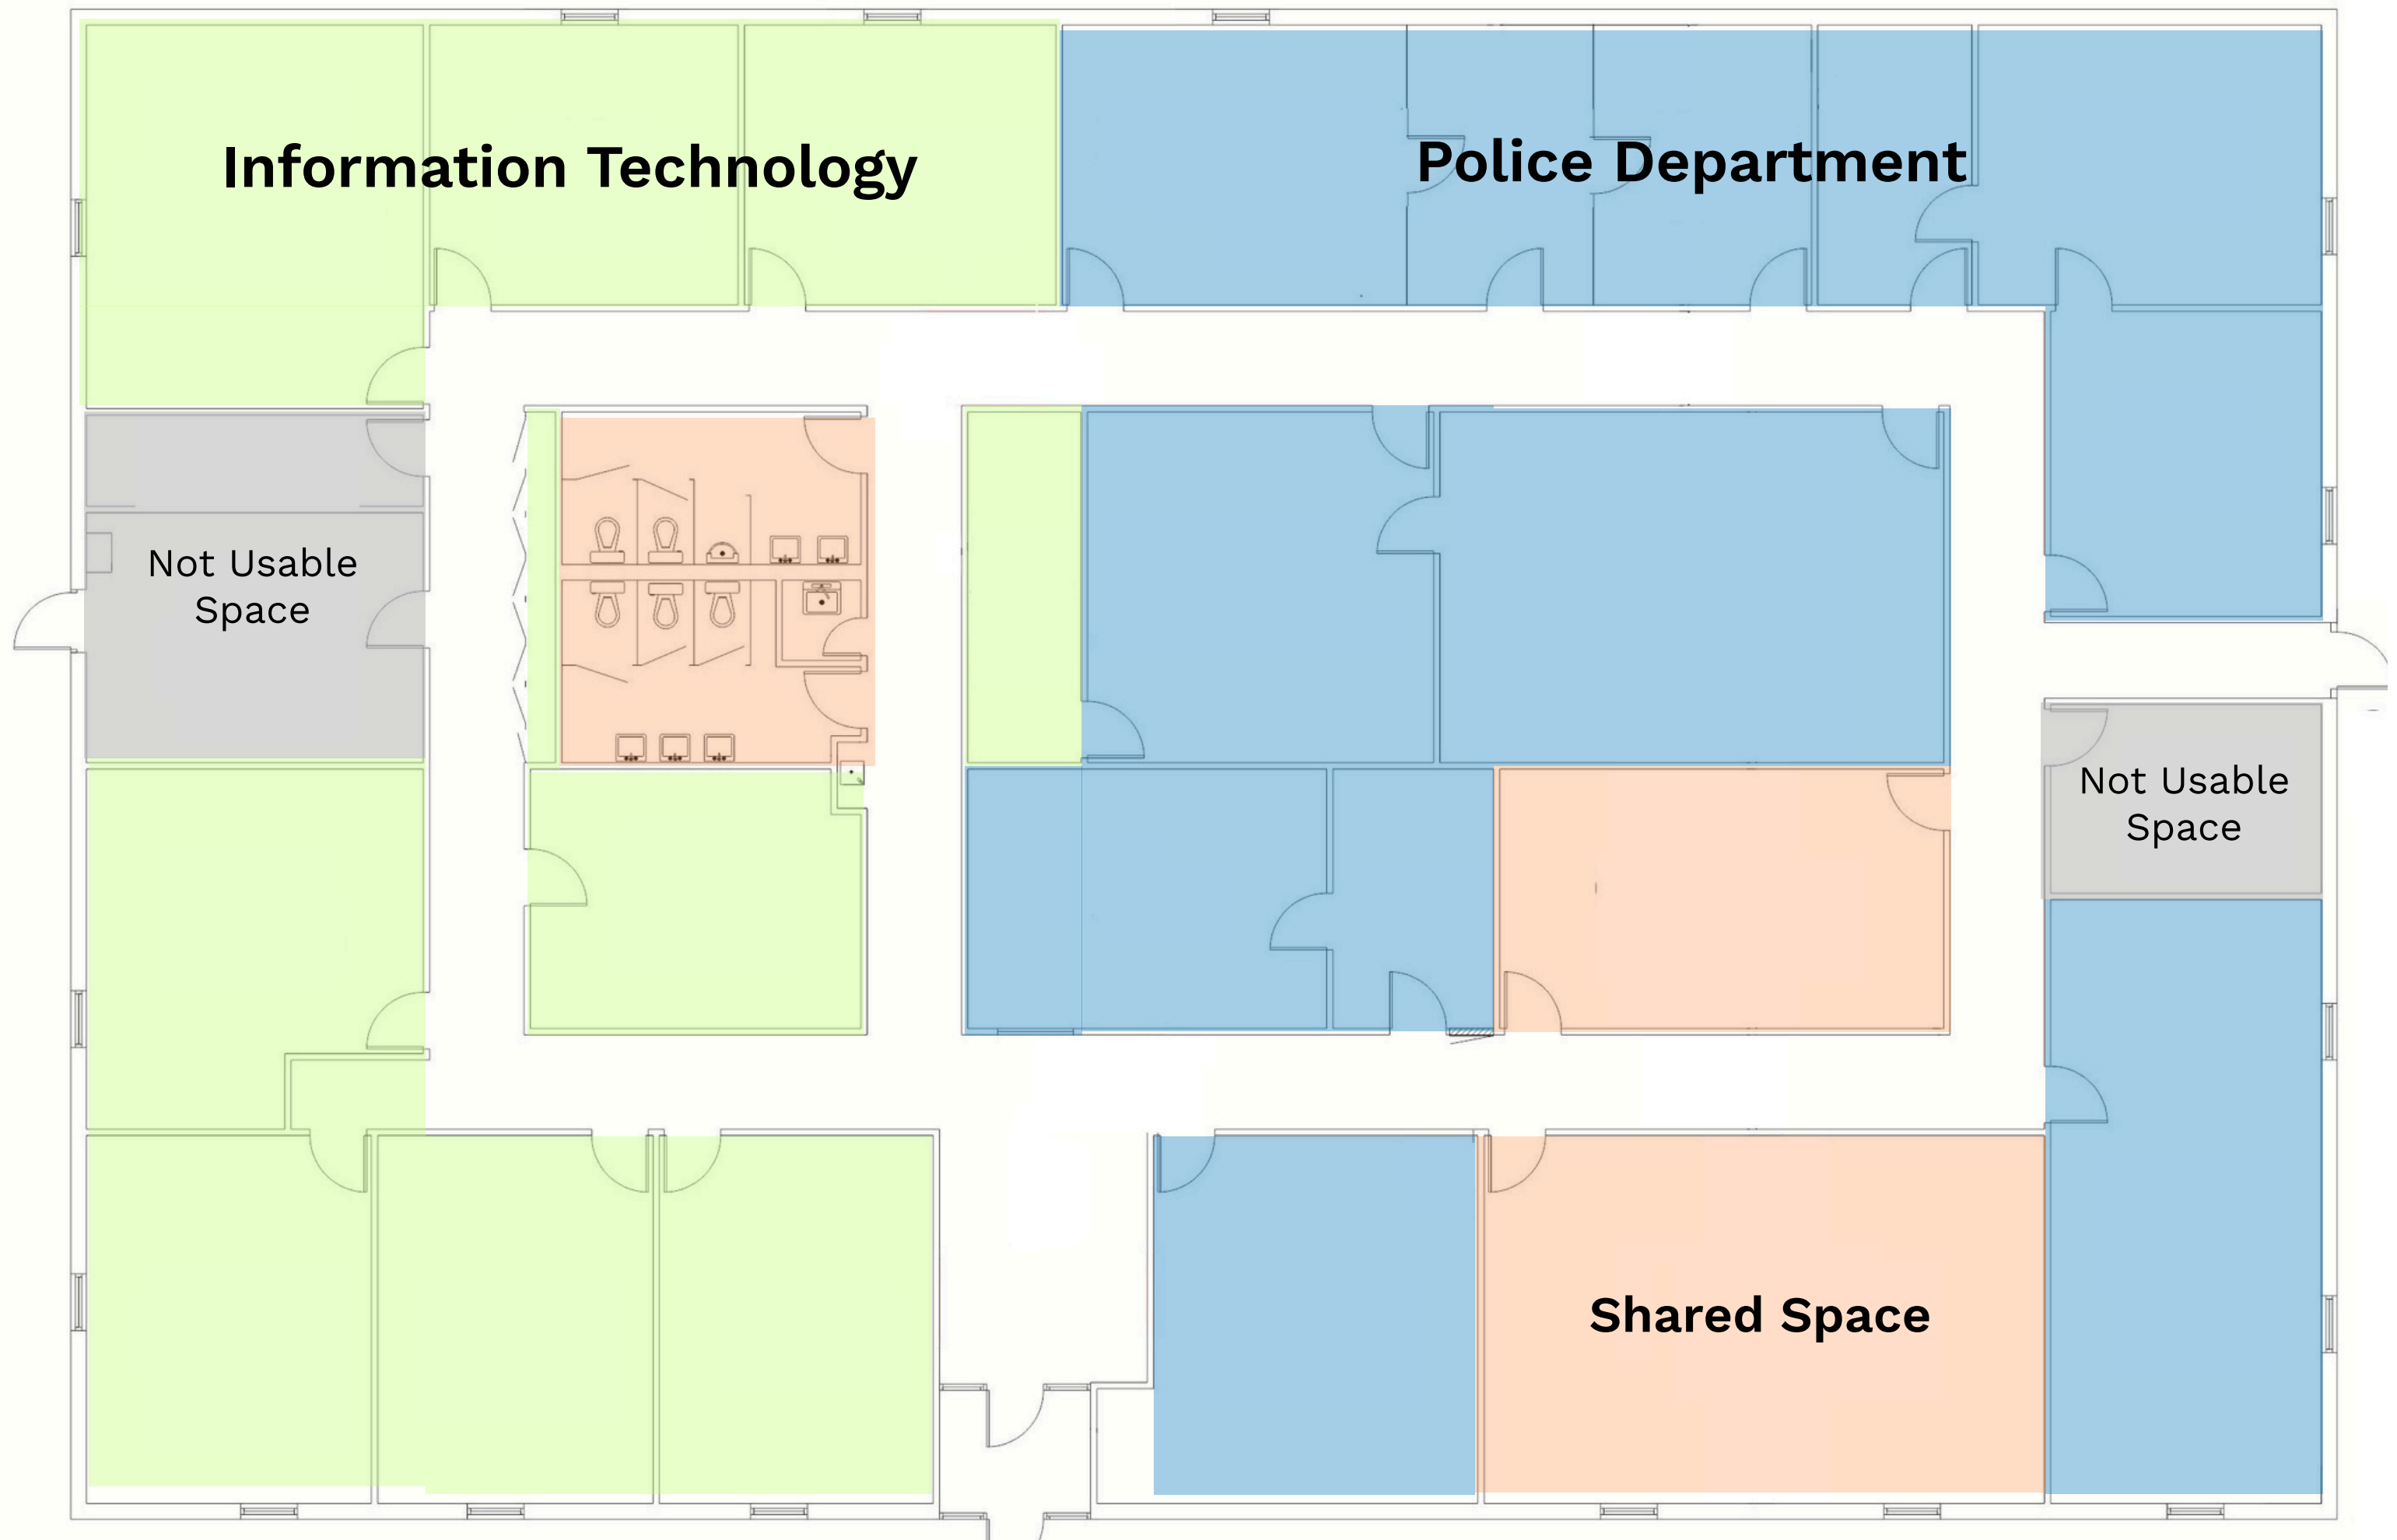 Information Technology
Police Department
Not Usable
Space
Not Usable
Space
Shared Space